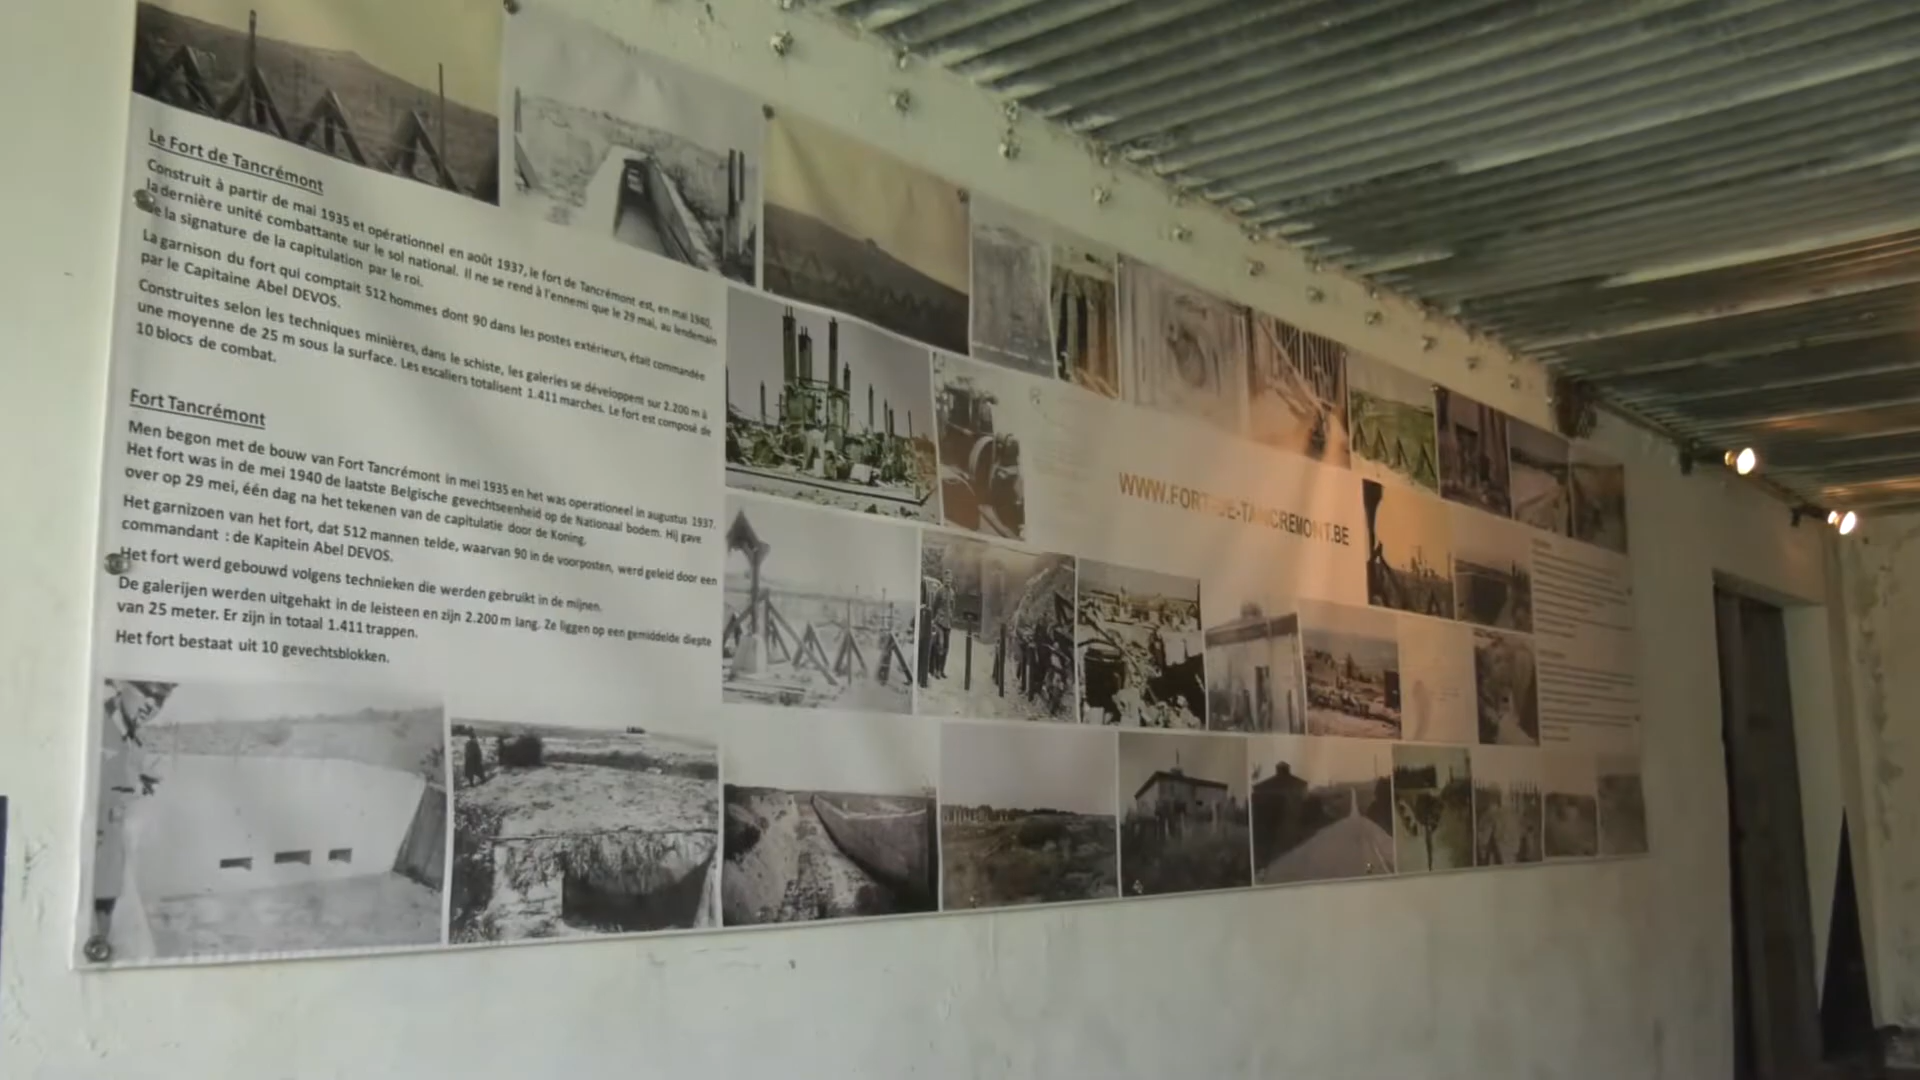 Le Fort de Tancrémont
Construit à partir de mai 1935 et opérationnel en août 1937, le fort de Tancrémont est, en mai 1940,
la dernière unité combattante sur le sol national. Il ne se rend à l'ennemi que le 29 mai, au lendemain
de la signature de la capitulation par le roi.
La garnison du fort qui comptait 512 hommes dont 90 dans les postes extérieurs, était commandée
par le Capitaine Abel DEVOS.
Construites selon les techniques minières, dans le schiste, les galeries se développent sur 2.200 m à
une moyenne de 25 m sous la surface. Les escaliers totalisent 1.411 marches. Le fort est composé de
10 blocs de combat.
Fort Tancrémont
Men begon met de bouw van Fort Tancrémont in mei 1935 en het was operationeel in augustus 1937.
Het fort was in de mei 1940 de laatste Belgische gevechtseenheid op de Nationaal bodem. Hij gave
over op 29 mei, één dag na het tekenen van de capitulatie door de Koning.
Het garnizoen van het fort, dat 512 mannen telde, waarvan 90 in de voorposten, werd geleid door een
commandant : de Kapitein Abel DEVOS.
Het fort werd gebouwd volgens technieken die werden gebruikt in de mijnen.
De galerijen werden uitgehakt in de leisteen en zijn 2.200 m lang. Ze liggen op een gemiddelde diepte
van 25 meter. Er zijn in totaal 1.411 trappen.
Het fort bestaat uit 10 gevechtsblokken.
WWW.FORT-DE-TANCREMONT.BE